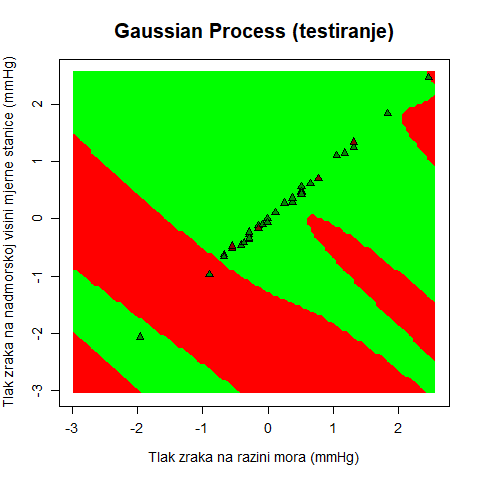 Gaussian Process (testiranje)
Tlak zraka na nadmorskoj visini mjerne stanice (mmHg)
2
1
0
-1
-2
-3
-3 -2 -1 0 1 2
Tlak zraka na razini mora (mmHg)